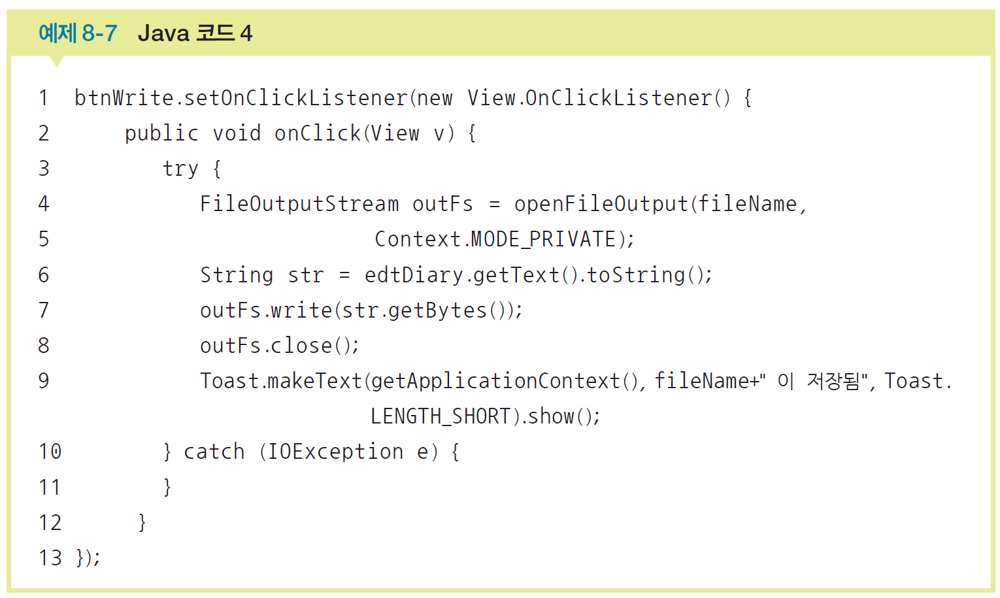 예제 8-7 Java 코드 4
1 btnWrite.setOnClickListener(new View.OnClickListener() {
2 public void onClick(View v) {
3 try {
4 FileOutputStream outFs = openFileOutput(fileName,
5 Context.MODE_PRIVATE);
6 String str = edtDiary.getText().toString();
7 outFs.write(str.getBytes());
8 outFs.close();
9 Toast.makeText(getApplicationContext(), fileName+" 이 저장됨", Toast.
LENGTH_SHORT).show();
10 } catch (IOException e) {
11 }
12 }
13 });